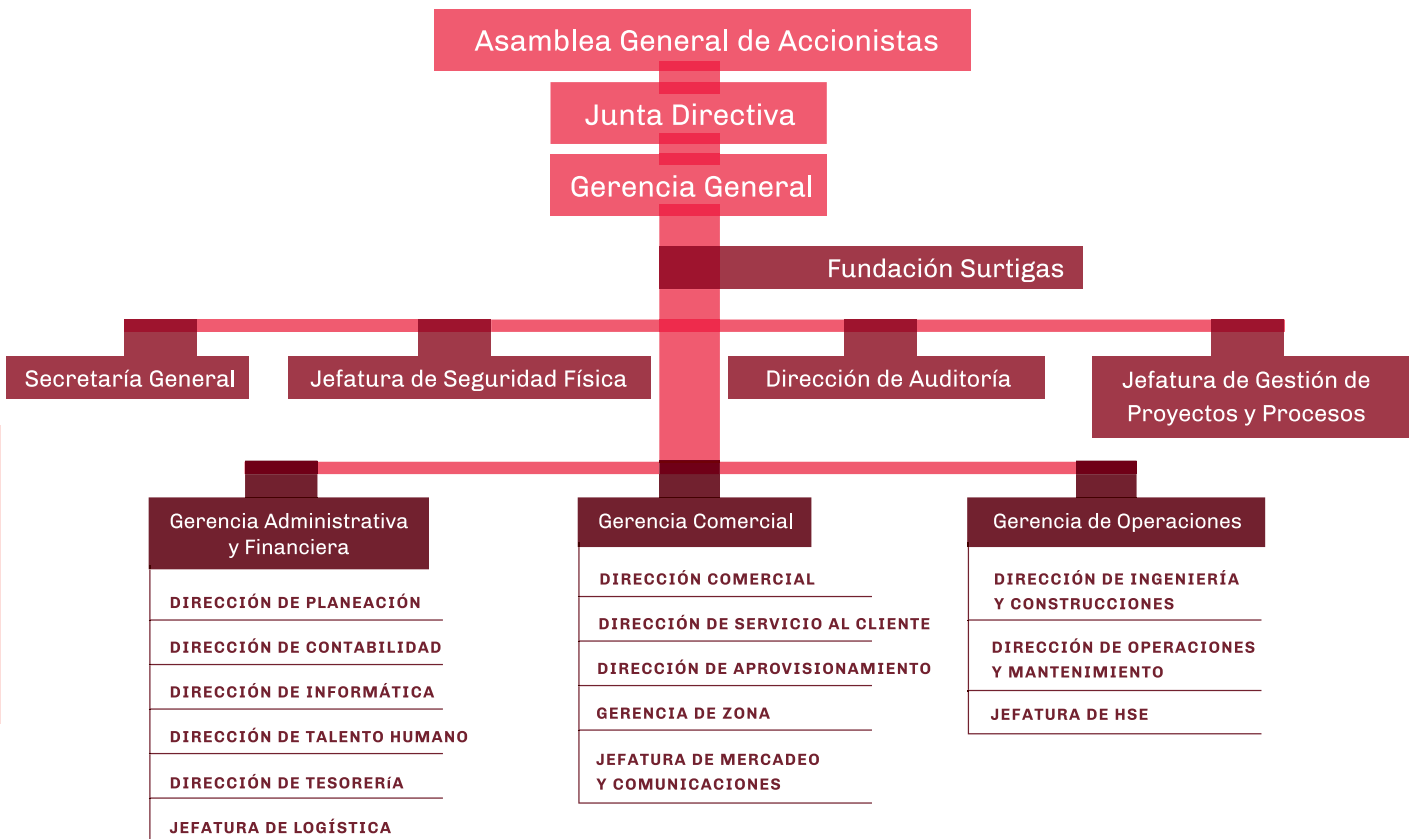 Asamblea General de Accionistas
Junta Directiva
Gerencia General
Fundación Surtigas
Secretaría General
Jefatura de Seguridad Física
Dirección de Auditoría
Jefatura de Gestión de
Proyectos y Procesos
Gerencia Administrativa
y Financiera
DIRECCIÓN DE PLANEACIÓN
DIRECCIÓN DE CONTABILIDAD
DIRECCIÓN DE INFORMÁTICA
DIRECCIÓN DE TALENTO HUMANO
DIRECCIÓN DE TESORERíA
JEFATURA DE LOGÍSTICA
Gerencia Comercial
DIRECCIÓN COMERCIAL
DIRECCIÓN DE SERVICIO AL CLIENTE
DIRECCIÓN DE APROVISIONAMIENTO
GERENCIA DE ZONA
JEFATURA DE MERCADEO
Y COMUNICACIONES
Gerencia de Operaciones
DIRECCIÓN DE INGENIERÍA
Y CONSTRUCCIONES
DIRECCIÓN DE OPERACIONES
Y MANTENIMIENTO
JEFATURA DE HSE